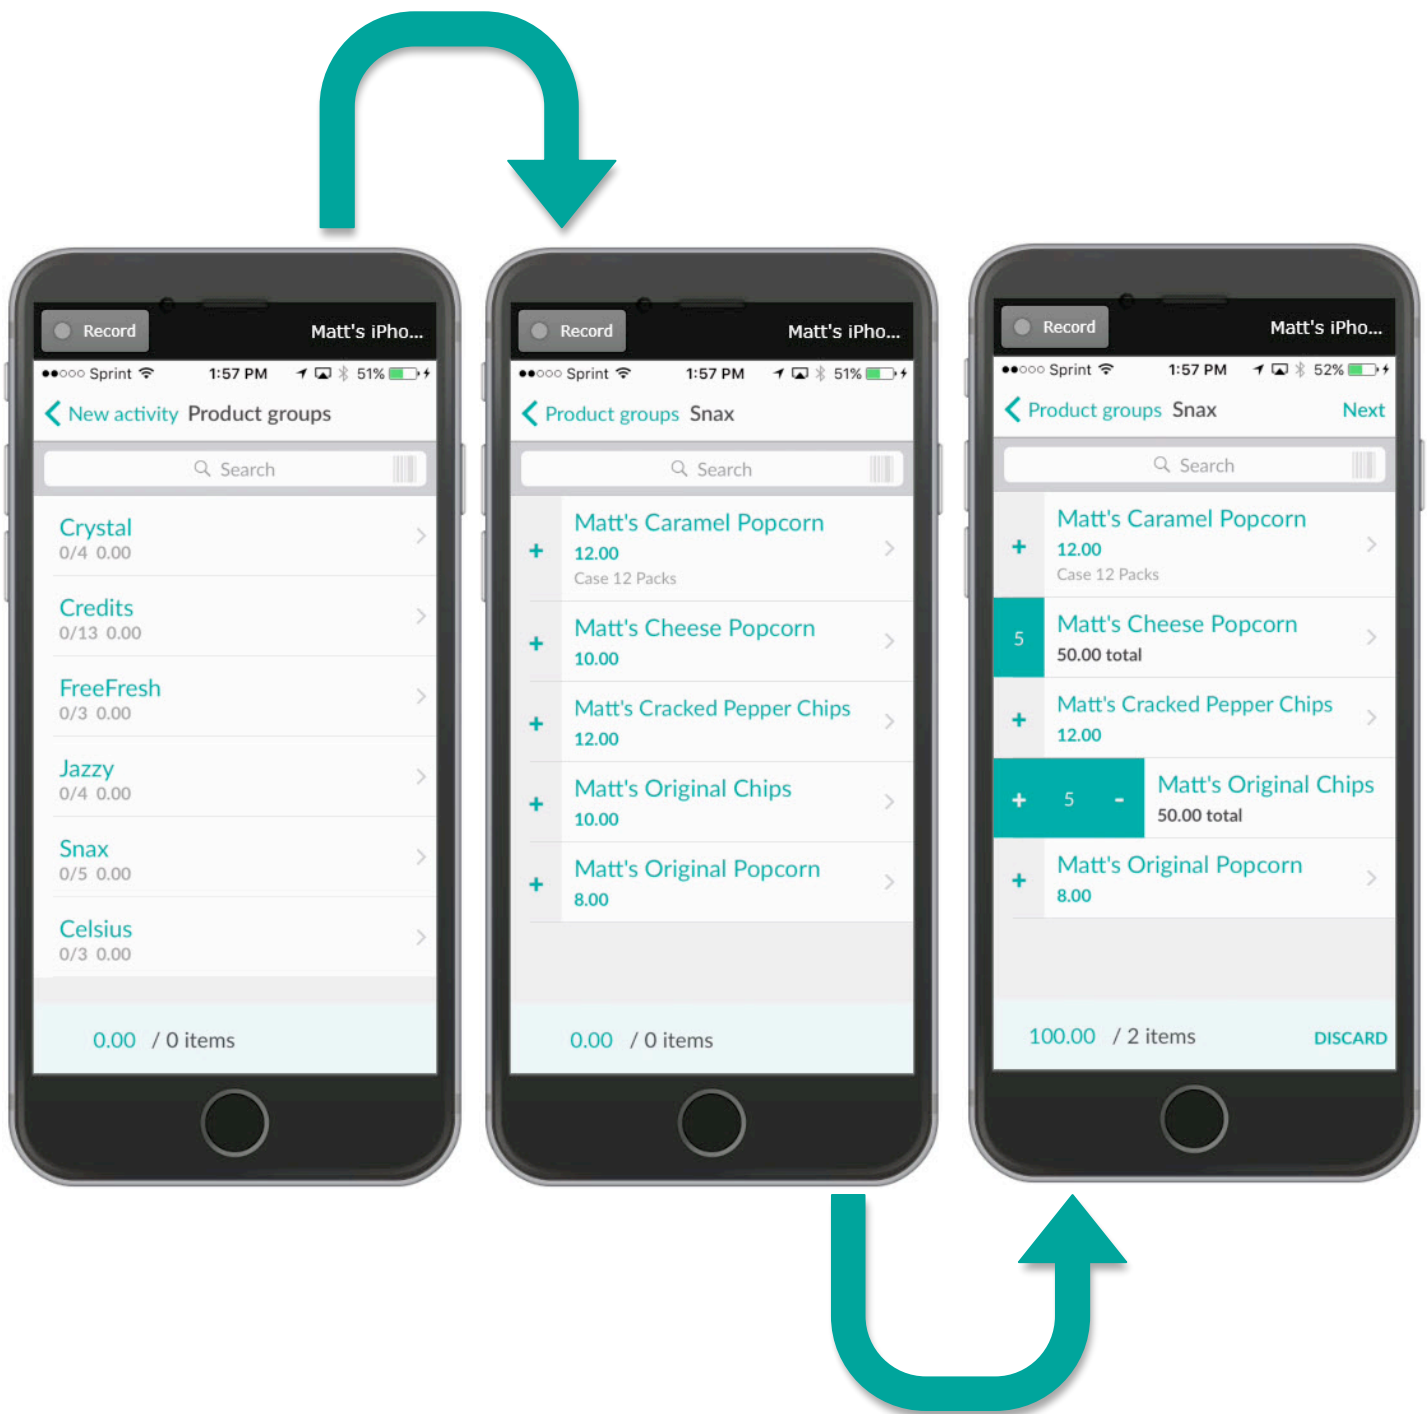 Record Matt's iPho...
Sprint 1:57 PM 51%
New activity Product groups
Search
Crystal
0/4 0.00
Credits
0/13 0.00
FreeFresh
0/3 0.00
Jazzy
0/4 0.00
Snax
0/5 0.00
Celsius
0/3 0.00
0.00 / 0 items
Record Matt's iPho...
Sprint 1:57 PM 51%
Product groups Snax
Search
+ Matt's Caramel Popcorn
12.00
Case 12 Packs
+ Matt's Cheese Popcorn
10.00
+ Matt's Cracked Pepper Chips
12.00
+ Matt's Original Chips
10.00
+ Matt's Original Popcorn
8.00
0.00 / 0 items
Record Matt's iPho...
Sprint 1:57 PM 52%
Product groups Snax Next
Search
+ Matt's Caramel Popcorn
12.00
Case 12 Packs
5 Matt's Cheese Popcorn
50.00 total
+ Matt's Cracked Pepper Chips
12.00
+ 5 - Matt's Original Chips
50.00 total
+ Matt's Original Popcorn
8.00
100.00 / 2 items DISCARD